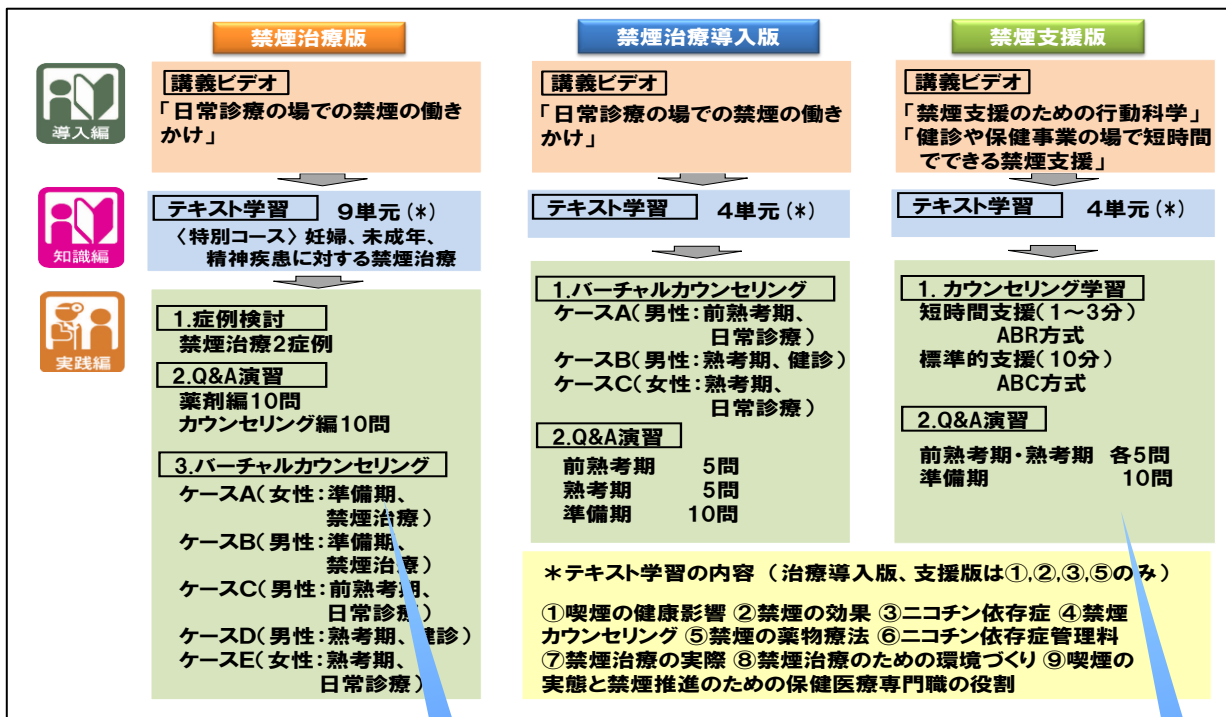 禁煙治療版
禁煙治療導入版
禁煙支援版
導入編
講義ビデオ
「日常診療の場での禁煙の働き
かけ」
講義ビデオ
「日常診療の場での禁煙の働き
かけ」
講義ビデオ
「禁煙支援のための行動科学」
「健診や保健事業の場で短時間
でできる禁煙支援」
知識編
テキスト学習 9単元(*)
〈特別コース〉妊婦、未成年、
精神疾患に対する禁煙治療
テキスト学習 4単元(*)
テキスト学習 4単元(*)
実践編
1.症例検討
禁煙治療2症例
2.Q&A演習
薬剤編10問
カウンセリング編10問
3.バーチャルカウンセリング
ケースA(女性:準備期、
禁煙治療)
ケースB(男性:準備期、
禁煙治療)
ケースC(男性:前熟考期、
日常診療)
ケースD(男性:熟考期、健診)
ケースE(女性:熟考期、
日常診療)
1.バーチャルカウンセリング
ケースA(男性:前熟考期、
日常診療)
ケースB(男性:熟考期、健診)
ケースC(女性:熟考期、
日常診療)
2.Q&A演習
前熟考期 5問
熟考期 5問
準備期 10問
1. カウンセリング学習
短時間支援(1~3分)
ABR方式
標準的支援(10分)
ABC方式
2.Q&A演習
前熟考期・熟考期 各5問
準備期 10問
*テキスト学習の内容 (治療導入版、支援版は①,②,③,⑤のみ)
①喫煙の健康影響 ②禁煙の効果 ③ニコチン依存症 ④禁煙
カウンセリング ⑤禁煙の薬物療法 ⑥ニコチン依存症管理料
⑦禁煙治療の実際 ⑧禁煙治療のための環境づくり ⑨喫煙の
実態と禁煙推進のための保健医療専門職の役割